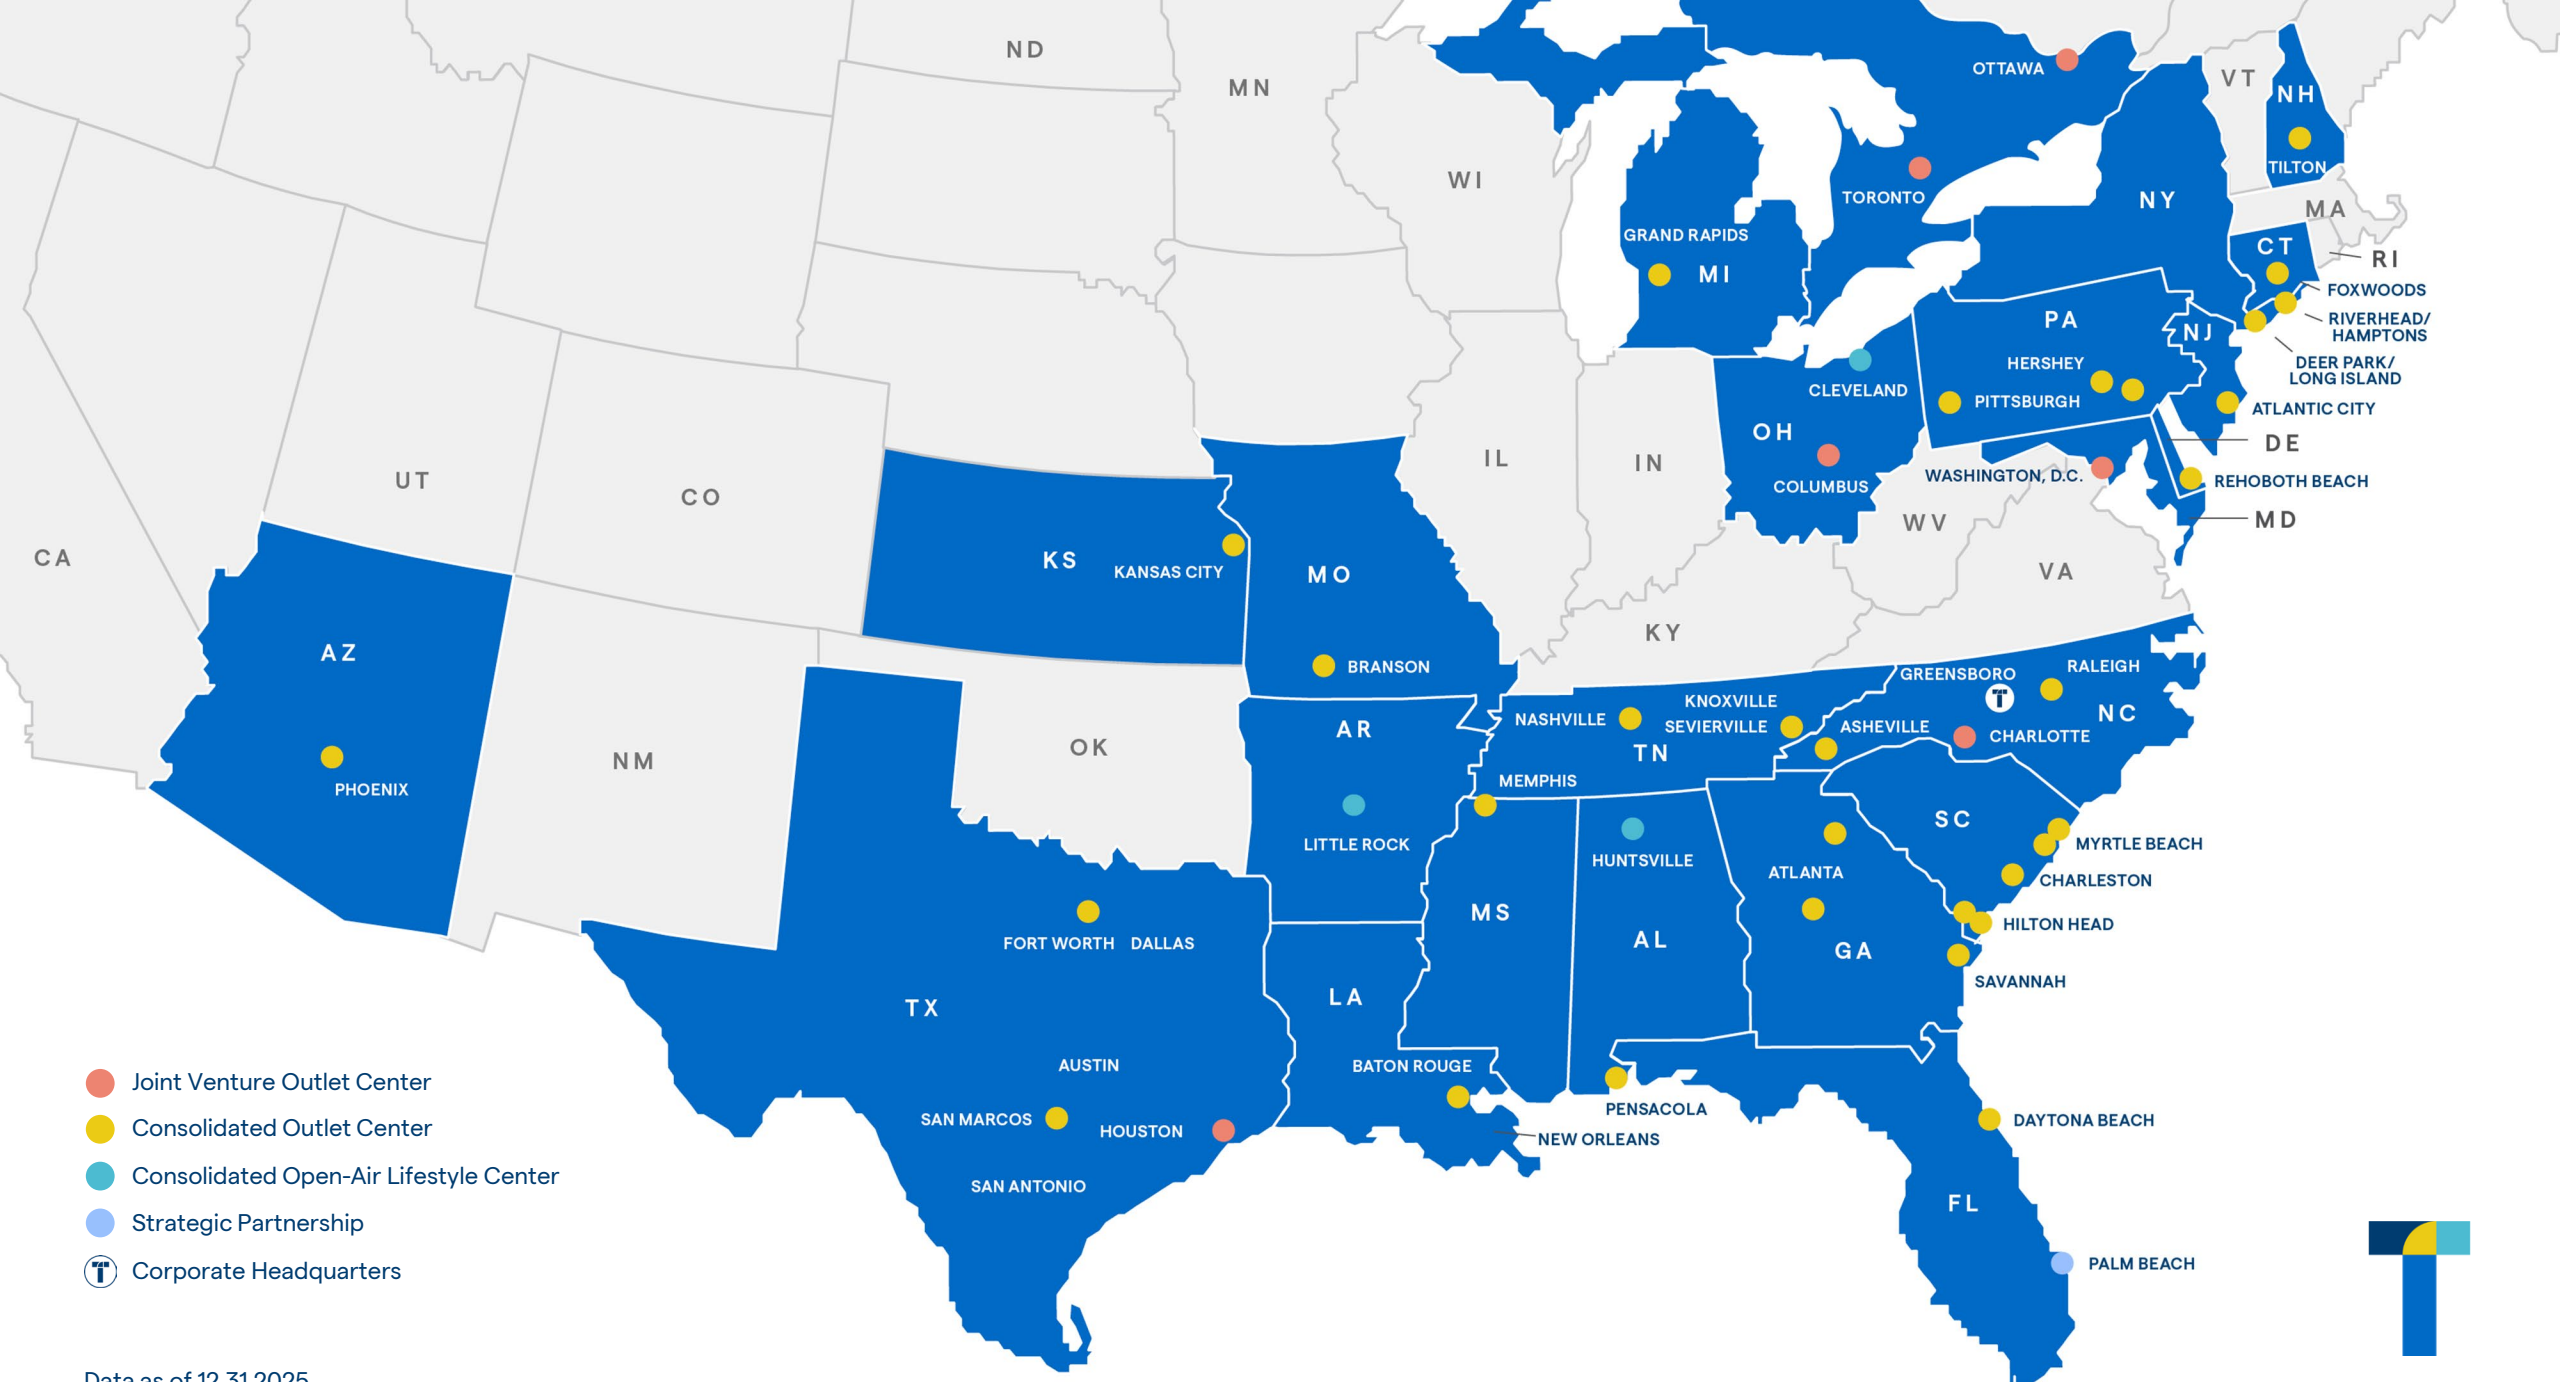 ND
MN
WI
OTTAWA
VT
NH
TILTON
TORONTO
NY
MA
GRAND RAPIDS
MI
CT
RI
FOXWOODS
RIVERHEAD/
HAMPTONS
PA
NJ
HERSHEY
DEER PARK/
LONG ISLAND
CLEVELAND
PITTSBURGH
ATLANTIC CITY
OH
DE
IL
IN
COLUMBUS
WASHINGTON, D.C.
REHOBOTH BEACH
MD
UT
CO
WV
CA
KS
KANSAS CITY
MO
VA
KY
AZ
BRANSON
GREENSBORO
RALEIGH
KNOXVILLE
NASHVILLE
SEVIERVILLE
ASHEVILLE
NC
CHARLOTTE
AR
TN
OK
NM
PHOENIX
MEMPHIS
SC
LITTLE ROCK
HUNTSVILLE
MYRTLE BEACH
ATLANTA
CHARLESTON
MS
HILTON HEAD
AL
GA
FORT WORTH DALLAS
SAVANNAH
LA
TX
AUSTIN
BATON ROUGE
PENSACOLA
SAN MARCOS
HOUSTON
NEW ORLEANS
DAYTONA BEACH
SAN ANTONIO
FL
PALM BEACH
Joint Venture Outlet Center
Consolidated Outlet Center
Consolidated Open-Air Lifestyle Center
Strategic Partnership
Corporate Headquarters
Data as of 12.31.2025